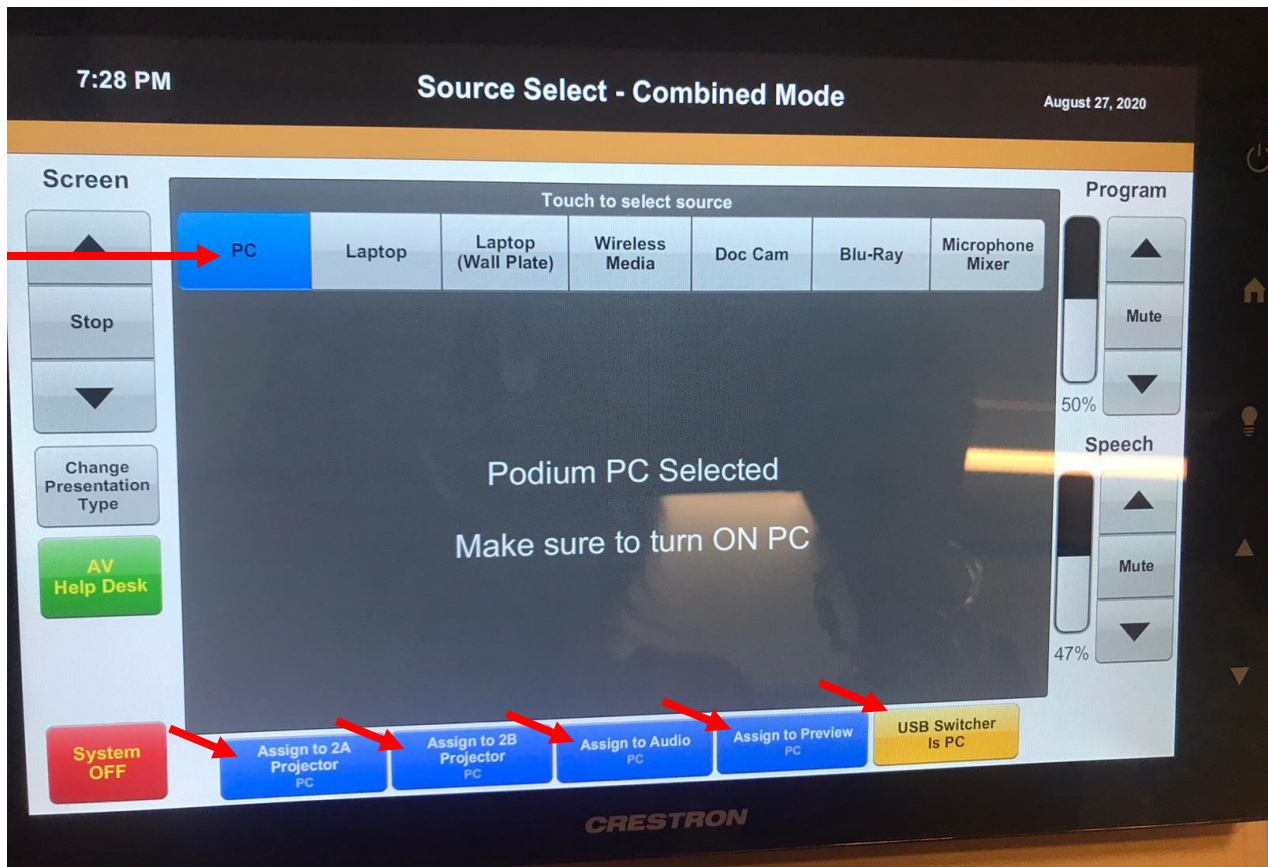 7:28 PM
Source Select - Combined Mode
August 27, 2020
Screen
Touch to select source
Program
PC
Laptop
Laptop
(Wall Plate)
Wireless
Media
Doc Cam
Blu-Ray
Microphone
Mixer
Stop
Mute
50%
Change
Presentation
Type
Podium PC Selected
Make sure to turn ON PC
Speech
AV
Help Desk
Mute
47%
System
OFF
Assign to 2A
Projector
PC
Assign to 2B
Projector
PC
Assign to Audio
PC
Assign to Preview
PC
USB Switcher
Is PC
CRESTRON